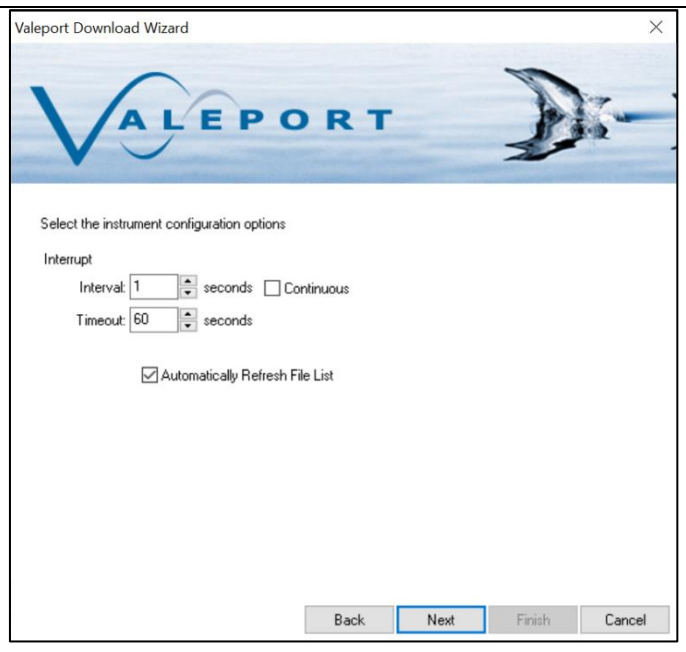 Valeport Download Wizard
VALEPORT
Select the instrument configuration options
Interrupt
Interval: 1 seconds Continuous
Timeout: 60 seconds
Automatically Refresh File List
Back Next Finish Cancel